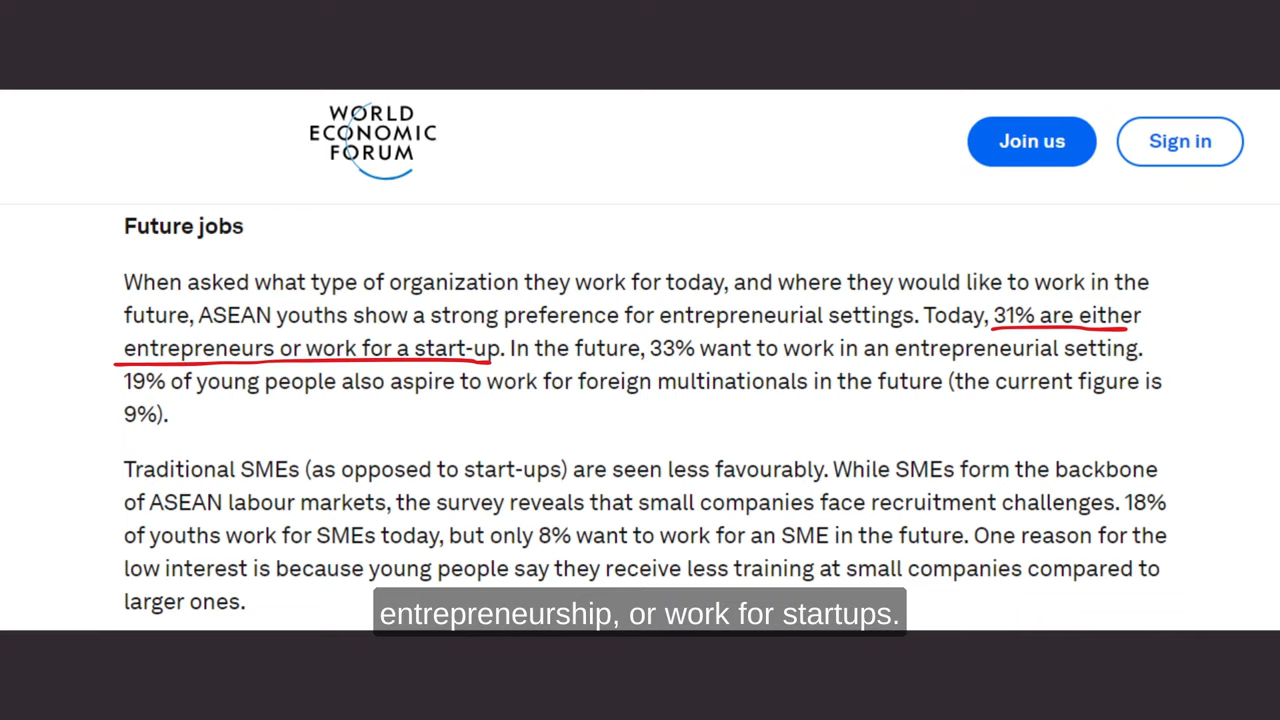 WORLD
ECONOMIC
FORUM
Join us
Sign in
Future jobs
When asked what type of organization they work for today, and where they would like to work in the
future, ASEAN youths show a strong preference for entrepreneurial settings. Today, 31% are either
entrepreneurs or work for a start-up. In the future, 33% want to work in an entrepreneurial setting.
19% of young people also aspire to work for foreign multinationals in the future (the current figure is
9%).
Traditional SMEs (as opposed to start-ups) are seen less favourably. While SMEs form the backbone
of ASEAN labour markets, the survey reveals that small companies face recruitment challenges. 18%
of youths work for SMEs today, but only 8% want to work for an SME in the future. One reason for the
low interest is because young people say they receive less training at small companies compared to
larger ones.
entrepreneurship, or work for startups.